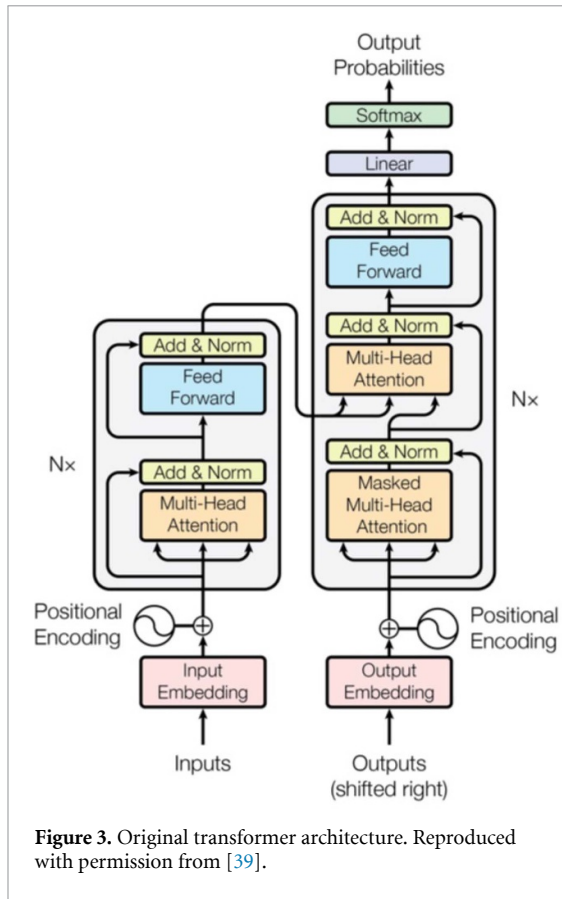 Output
Probabilities
Softmax
Linear
Add & Norm
Feed
Forward
Add & Norm
Multi-Head
Attention
Add & Norm
Masked
Multi-Head
Attention
Nx
Add & Norm
Feed
Forward
Add & Norm
Multi-Head
Attention
Nx
Positional
Encoding
Positional
Encoding
Input
Embedding
Output
Embedding
Inputs
Outputs
(shifted right)
Figure 3. Original transformer architecture. Reproduced
with permission from [39].